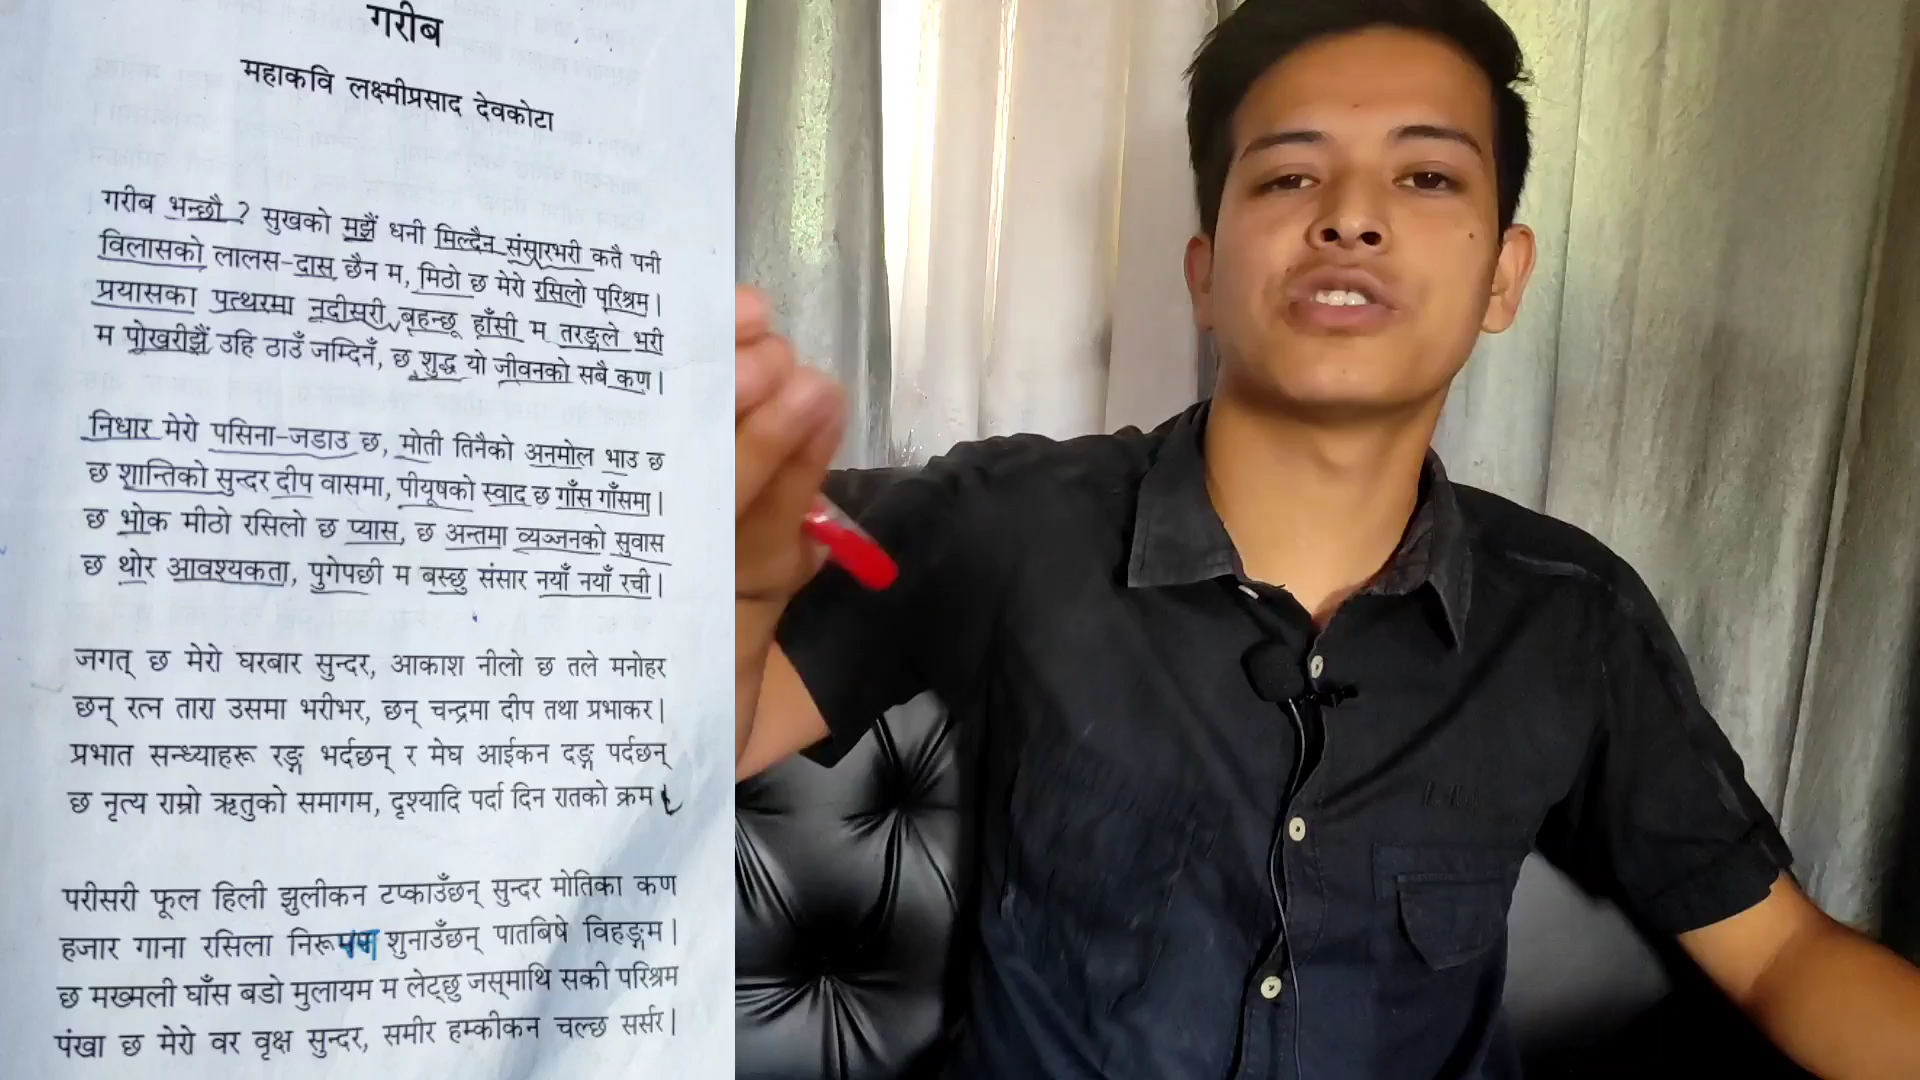 गरीब
महाकवि लक्ष्मीप्रसाद देवकोटा
गरीब भन्छौ ? सुखको मझैं धनी मिल्दैन संसारभरी कतै पनी
विलासको लालस-दास छैन म, मिठो छ मेरो रसिलो परिश्रम।
प्रयासका पत्थरमा नदीसरी बहन्छू हाँसी म तरङ्गले भरी
म पोखरीझैं उहि ठाउँ जम्दिनँ, छ शुद्ध यो जीवनको सबै कण।
निधार मेरो पसिना-जडाउ छ, मोती तिनैको अनमोल भाउ छ
छ शान्तिको सुन्दर दीप वासमा, पीयूषको स्वाद छ गाँस गाँसमा।
छ भोक मीठो रसिलो छ प्यास, छ अन्तमा व्यञ्जनको सुवास
छ थोर आवश्यकता, पुगेपछी म बस्छु संसार नयाँ नयाँ रची।
जगत् छ मेरो घरबार सुन्दर, आकाश नीलो छ तले मनोहर
छन् रत्न तारा उसमा भरीभर, छन् चन्द्रमा दीप तथा प्रभाकर।
प्रभात सन्ध्याहरू रङ्ग भर्दछन् र मेघ आईकन दङ्ग पर्दछन्
छ नृत्य राम्रो ऋतुको समागम, दृश्यादि पर्दा दिन रातको क्रम
परीसरी फूल हिली झुलीकन टप्काउँछन् सुन्दर मोतिका कण
हजार गाना रसिला निरूपण शुनाउँछन् पातबिषे विहङ्गम।
छ मख्मली घाँस बडो मुलायम म लेट्छु जस्माथि सकी परिश्रम
पंखा छ मेरो वर वृक्ष सुन्दर, समीर हम्कीकन चल्छ सर्सर।